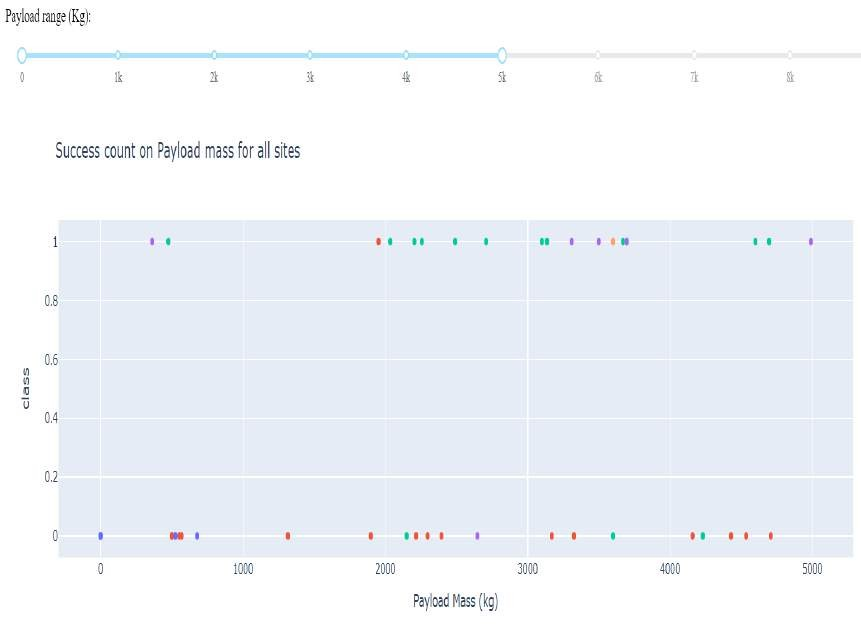 Payload range (Kg):
0 1k 2k 3k 4k 5k 6k 7k 8k
Success count on Payload mass for all sites
1
0.8
0.6
class
0.4
0.2
0
0 1000 2000 3000 4000 5000
Payload Mass (kg)